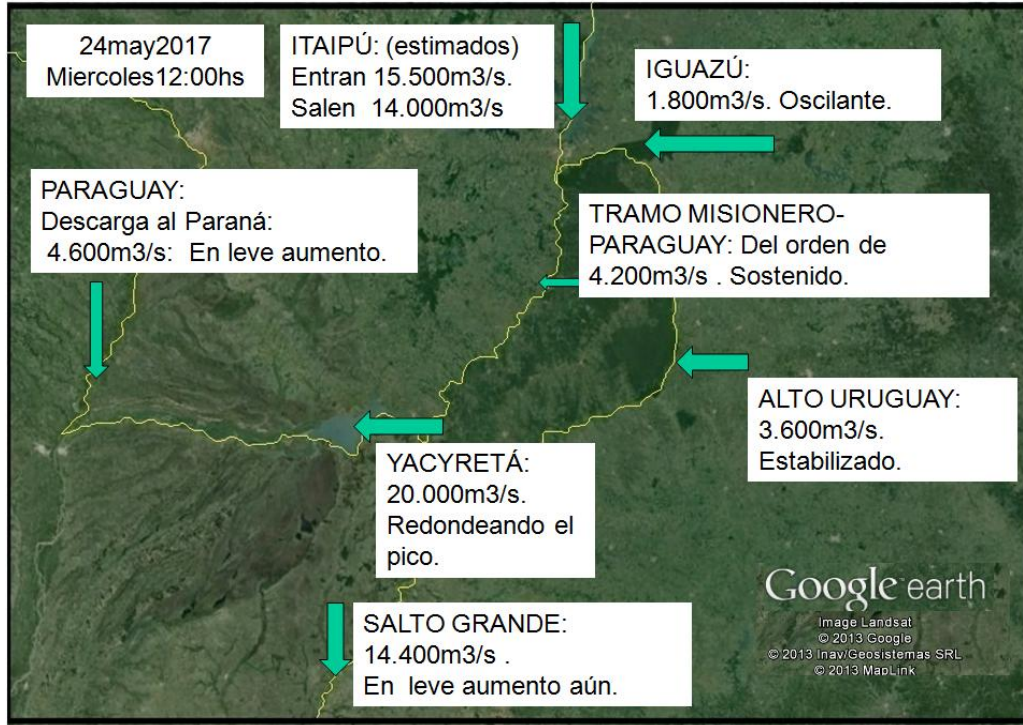 24may2017
Miercoles12:00hs
ITAIPÚ: (estimados)
Entran 15.500m3/s.
Salen 14.000m3/s
IGUAZÚ:
1.800m3/s. Oscilante.
PARAGUAY:
Descarga al Paraná:
4.600m3/s: En leve aumento.
TRAMO MISIONERO-
PARAGUAY: Del orden de
4.200m3/s . Sostenido.
ALTO URUGUAY:
3.600m3/s.
Estabilizado.
YACYRETÁ:
20.000m3/s.
Redondeando el
pico.
SALTO GRANDE:
14.400m3/s .
En leve aumento aún.
Google earth
Image Landsat
© 2013 Google
© 2013 Inav/Geosistemas SRL
© 2013 MapLink